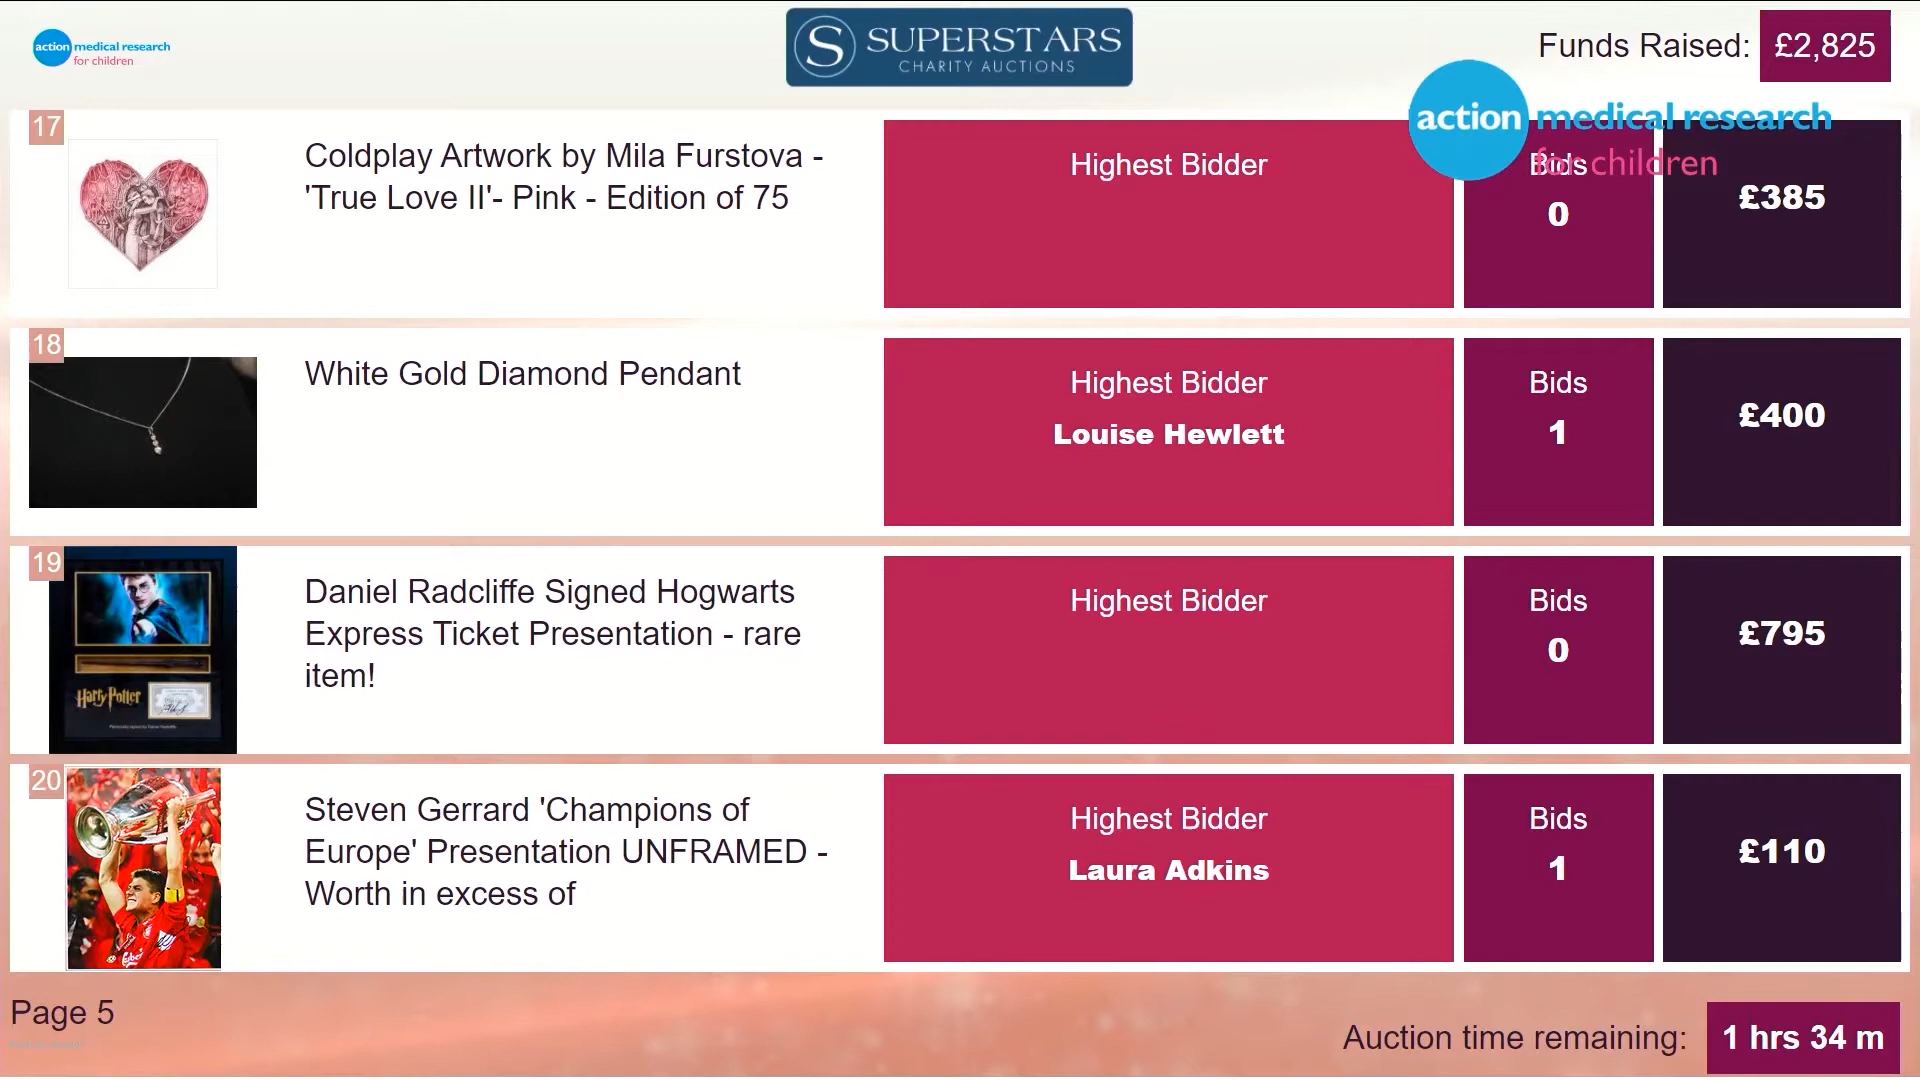 action medical research
for children
S SUPERSTARS
CHARITY AUCTIONS
Funds Raised: £2,825
action medical research
for children
17
Coldplay Artwork by Mila Furstova -
'True Love II'- Pink - Edition of 75
Highest Bidder
Bids
0
£385
18
White Gold Diamond Pendant
Highest Bidder
Louise Hewlett
Bids
1
£400
19
Harry Potter
Daniel Radcliffe Signed Hogwarts
Express Ticket Presentation - rare
item!
Highest Bidder
Bids
0
£795
20
Steven Gerrard 'Champions of
Europe' Presentation UNFRAMED -
Worth in excess of
Highest Bidder
Laura Adkins
Bids
1
£110
Page 5
Auction time remaining: 1 hrs 34 m